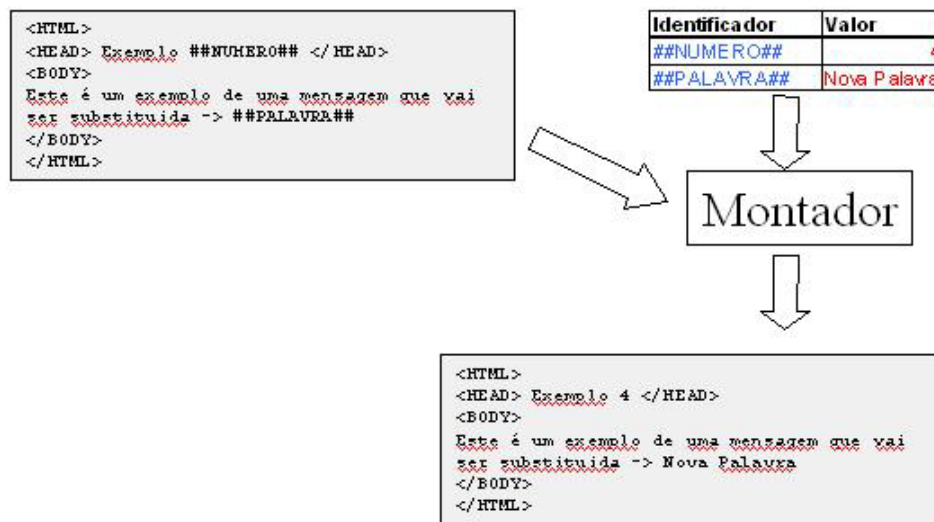 <HTML>
<HEAD> Exemplo ##NUMERO## </HEAD>
<BODY>
Este é um exemplo de uma mensagem que vai
ser substituida -> ##PALAVRA##
</BODY>
</HTML>
Identificador Valor
##NUMERO## 4
##PALAVRA## Nova Palavra
Montador
<HTML>
<HEAD> Exemplo 4 </HEAD>
<BODY>
Este é um exemplo de uma mensagem que vai
ser substituida -> Nova Palavra
</BODY>
</HTML>